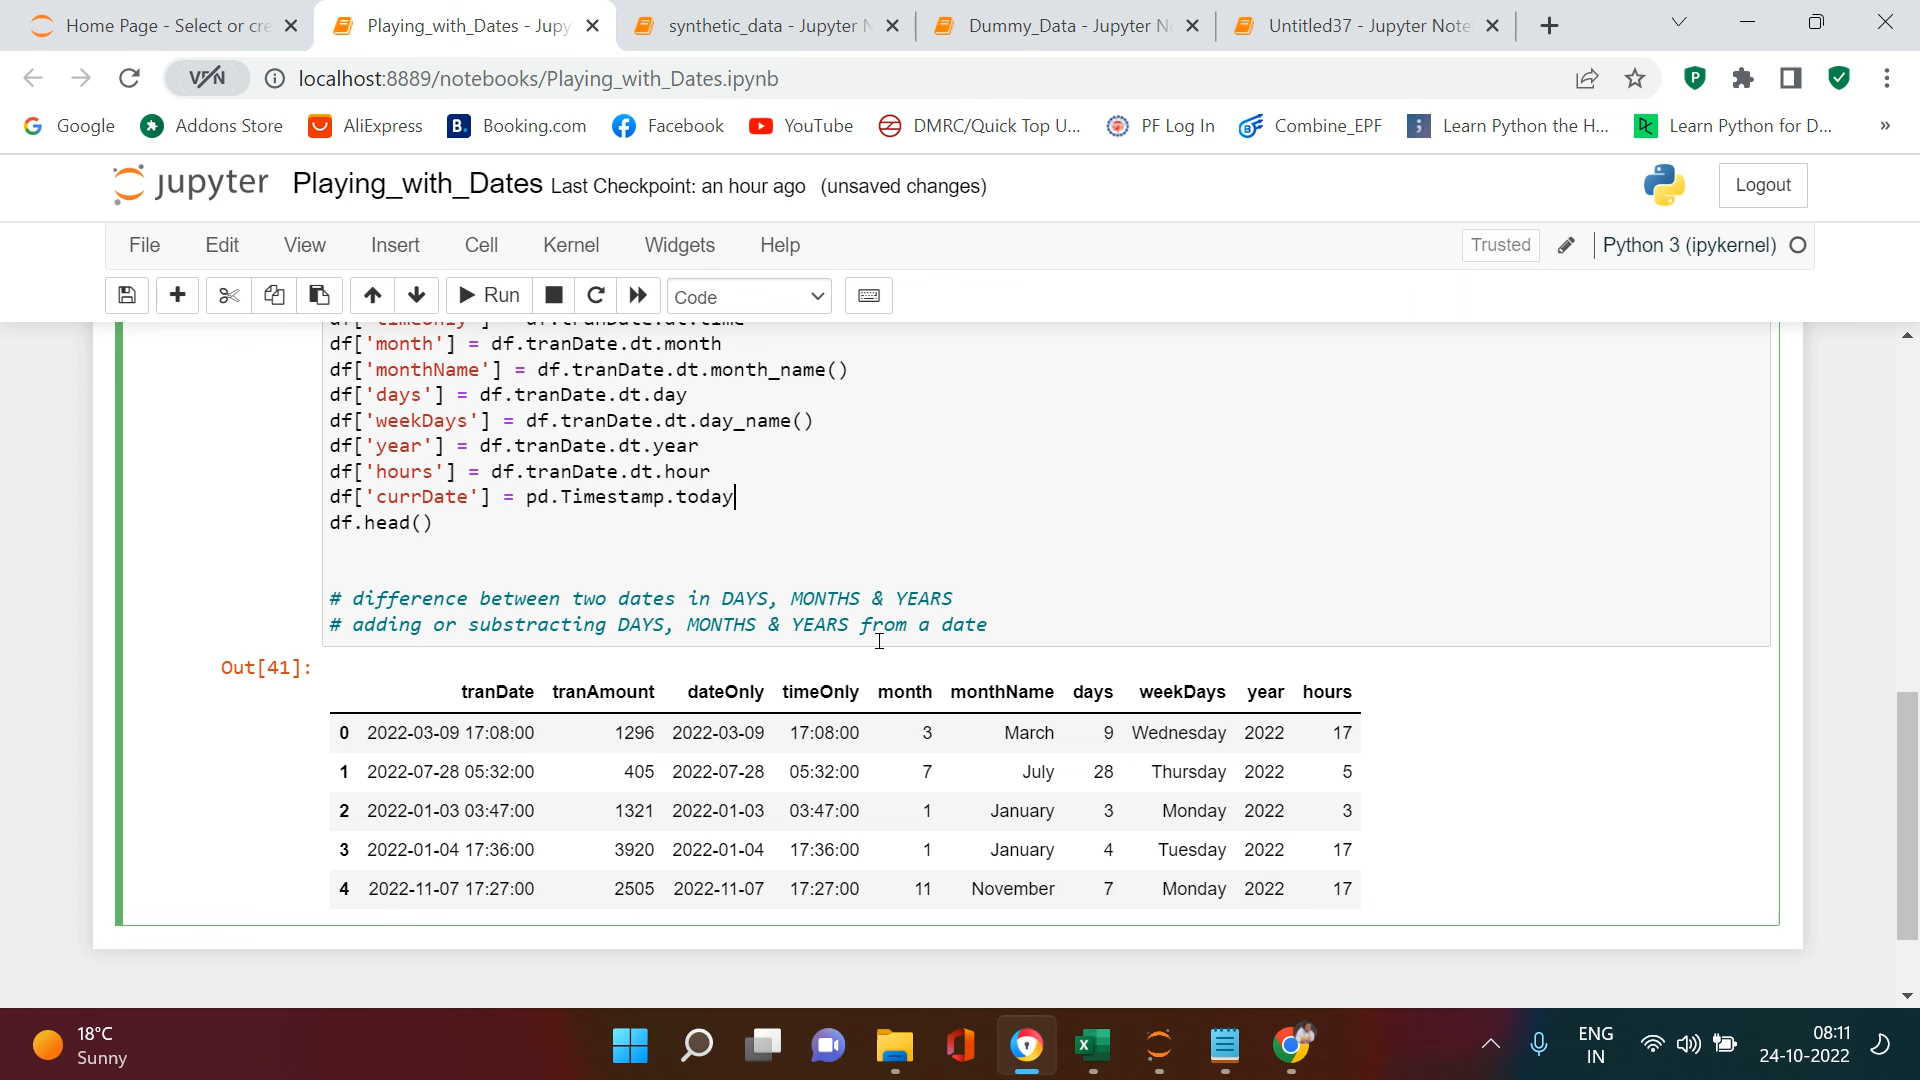 Home Page - Select or cre
Playing_with_Dates - Jupy
synthetic_data - Jupyter N
Dummy_Data - Jupyter N
Untitled37 - Jupyter Note
VPN
localhost:8889/notebooks/Playing_with_Dates.ipynb
Google
Addons Store
AliExpress
B. Booking.com
Facebook
YouTube
DMRC/Quick Top U...
PF Log In
Combine_EPF
Learn Python the H...
Learn Python for D...
»
jupyter Playing_with_Dates Last Checkpoint: an hour ago (unsaved changes)
Logout
File Edit View Insert Cell Kernel Widgets Help
Trusted
Python 3 (ipykernel)
Run
Code
df['timeOnly'] = df.tranDate.dt.time
df['month'] = df.tranDate.dt.month
df['monthName'] = df.tranDate.dt.month_name()
df['days'] = df.tranDate.dt.day
df['weekDays'] = df.tranDate.dt.day_name()
df['year'] = df.tranDate.dt.year
df['hours'] = df.tranDate.dt.hour
df['currDate'] = pd.Timestamp.today
df.head()
# difference between two dates in DAYS, MONTHS & YEARS
# adding or substracting DAYS, MONTHS & YEARS from a date
Out[41]:
tranDate tranAmount dateOnly timeOnly month monthName days weekDays year hours
0 2022-03-09 17:08:00 1296 2022-03-09 17:08:00 3 March 9 Wednesday 2022 17
1 2022-07-28 05:32:00 405 2022-07-28 05:32:00 7 July 28 Thursday 2022 5
2 2022-01-03 03:47:00 1321 2022-01-03 03:47:00 1 January 3 Monday 2022 3
3 2022-01-04 17:36:00 3920 2022-01-04 17:36:00 1 January 4 Tuesday 2022 17
4 2022-11-07 17:27:00 2505 2022-11-07 17:27:00 11 November 7 Monday 2022 17
18°C
Sunny
ENG
IN
08:11
24-10-2022